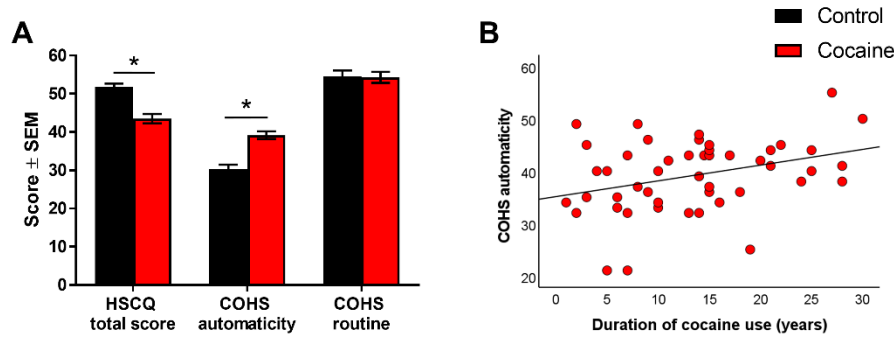 Control
Cocaine
A
B
Score ± SEM
60
50
40
30
20
10
0
*
*
HSCQ
total score
COHS
automaticity
COHS
routine
COHS automaticity
60
50
40
30
20
0 5 10 15 20 25 30
Duration of cocaine use (years)